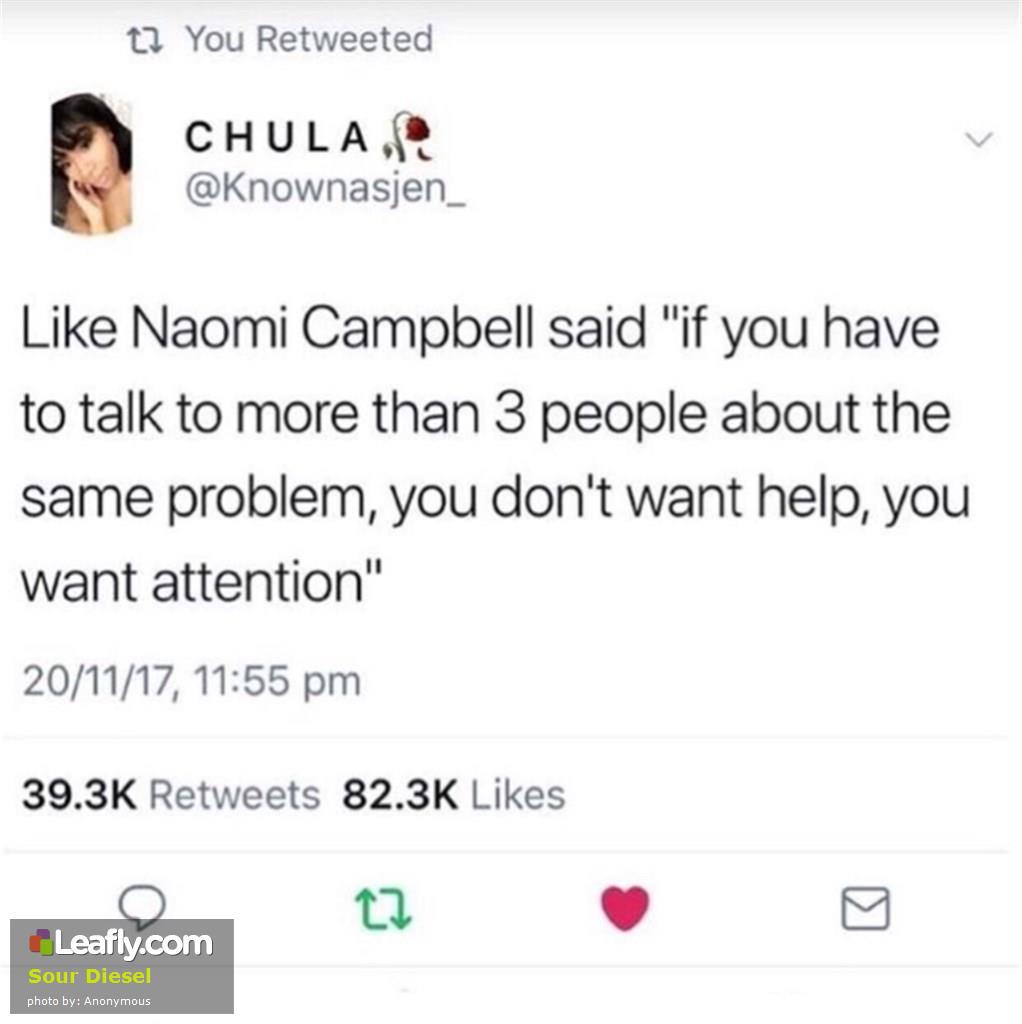 You Retweeted
CHULA🥀
@Knownasjen_
Like Naomi Campbell said "if you have
to talk to more than 3 people about the
same problem, you don't want help, you
want attention"
20/11/17, 11:55 pm
39.3K Retweets 82.3K Likes
Leafly.com
Sour Diesel
photo by: Anonymous